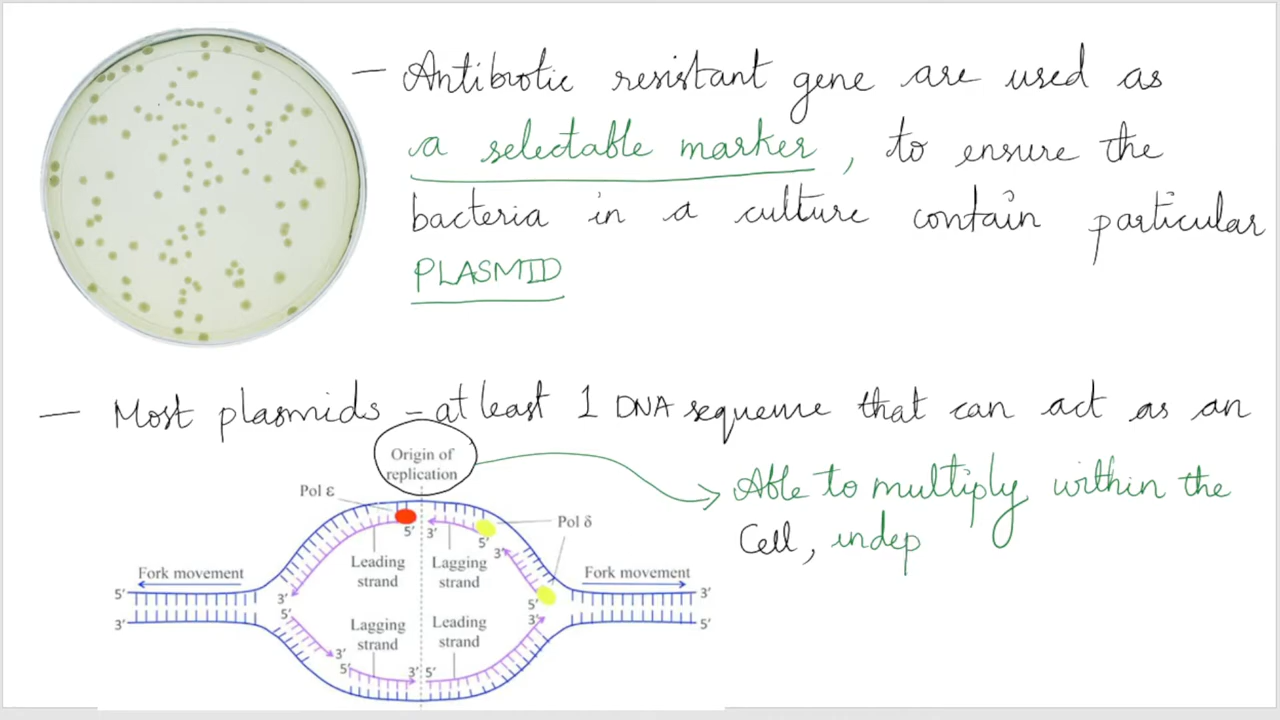 — Antibiotic resistant gene are used as
a selectable marker, to ensure the
bacteria in a culture contain particular
PLASMID
— Most plasmids - at least 1 DNA sequence that can act as an
Origin of
replication
Able to multiply within the
Cell, indep
Pol ε
Pol δ
5' 3' 5'
3'
Leading
strand
Lagging
strand
Fork movement
Fork movement
5' 3'
3' 5'
3'
5'
5'
3'
Lagging
strand
Leading
strand
3'
5'
3' 5'